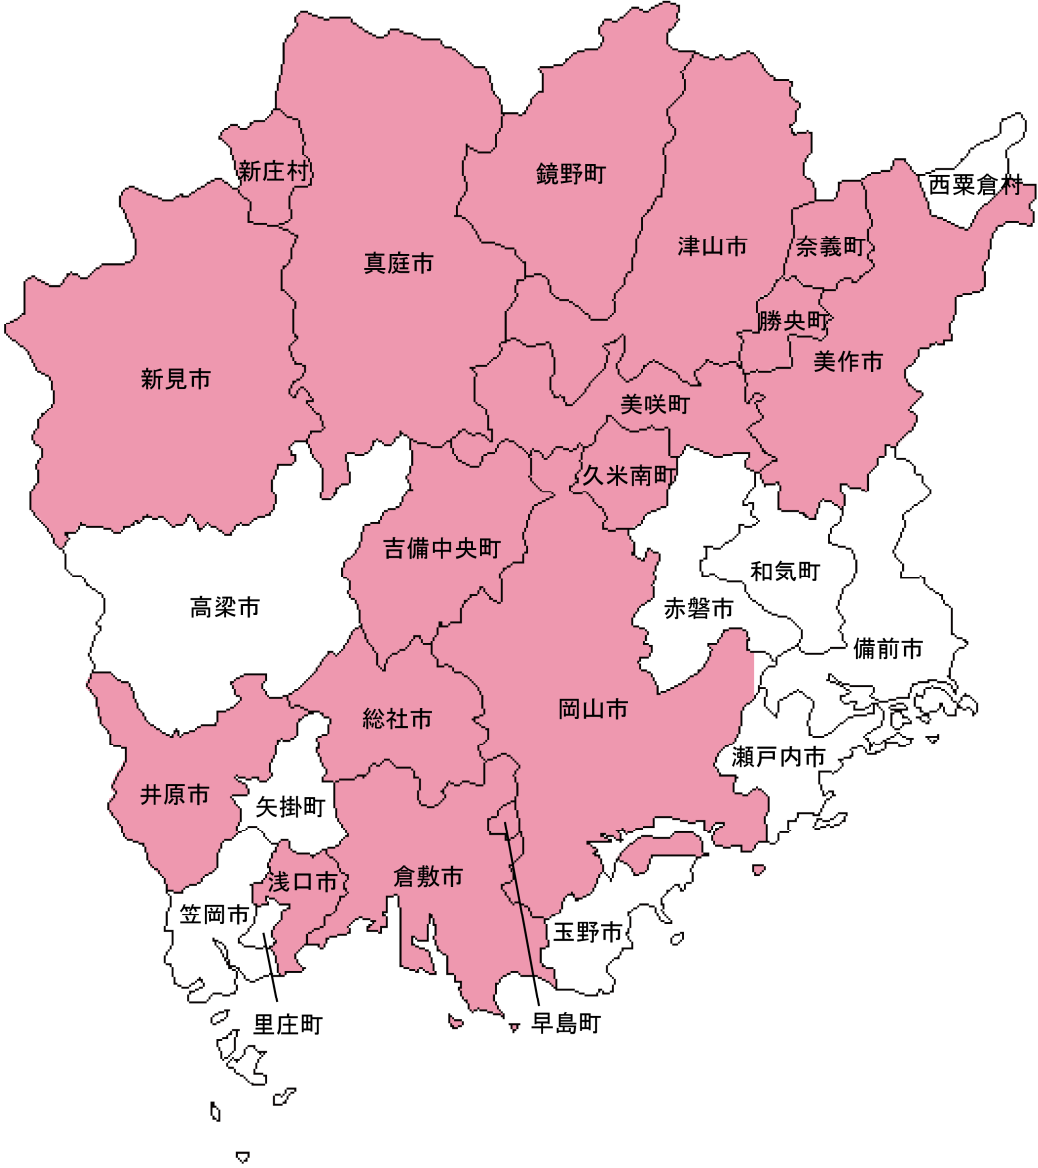 新庄村
鏡野町
西粟倉村
津山市
奈義町
真庭市
勝央町
美作市
新見市
美咲町
久米南町
吉備中央町
和気町
高梁市
赤磐市
備前市
岡山市
総社市
瀬戸内市
井原市
矢掛町
倉敷市
浅口市
笠岡市
玉野市
里庄町
早島町